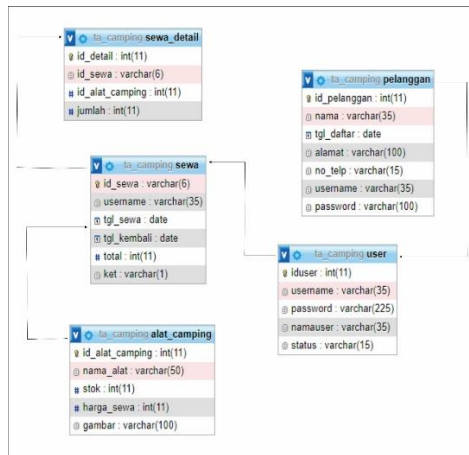 ta_camping sewa_detail
id_detail : int(11)
id_sewa : varchar(6)
id_alat_camping : int(11)
jumlah : int(11)
ta_camping pelanggan
id_pelanggan : int(11)
nama : varchar(35)
tgl_daftar : date
alamat : varchar(100)
no_telp : varchar(15)
username : varchar(35)
password : varchar(100)
ta_camping sewa
id_sewa : varchar(6)
username : varchar(35)
tgl_sewa : date
tgl_kembali : date
total : int(11)
ket : varchar(1)
ta_camping user
iduser : int(11)
username : varchar(35)
password : varchar(225)
namauser : varchar(35)
status : varchar(15)
ta_camping alat_camping
id_alat_camping : int(11)
nama_alat : varchar(50)
stok : int(11)
harga_sewa : int(11)
gambar : varchar(100)